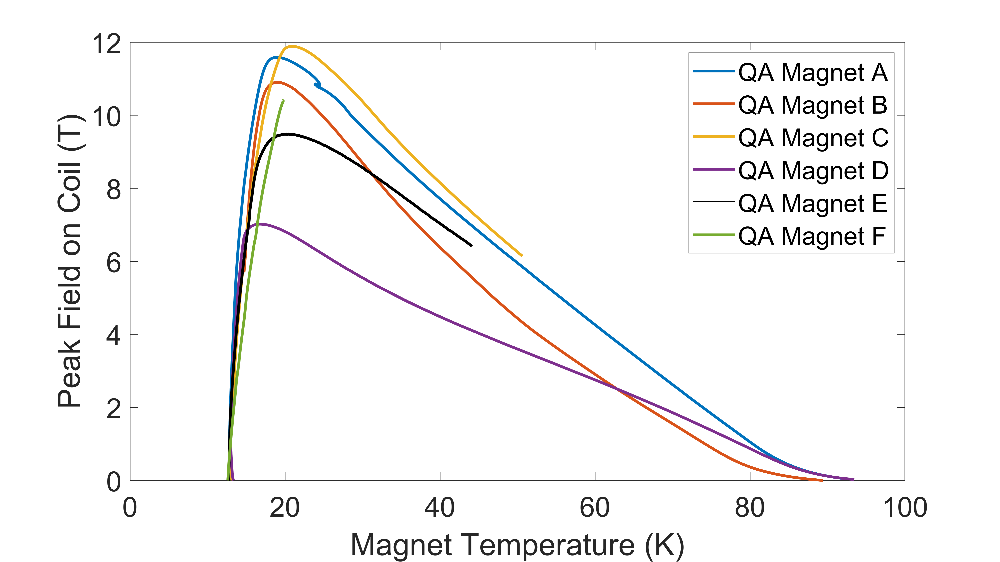 12
10
8
6
4
2
0
Peak Field on Coil (T)
0 20 40 60 80 100
Magnet Temperature (K)
QA Magnet A
QA Magnet B
QA Magnet C
QA Magnet D
QA Magnet E
QA Magnet F